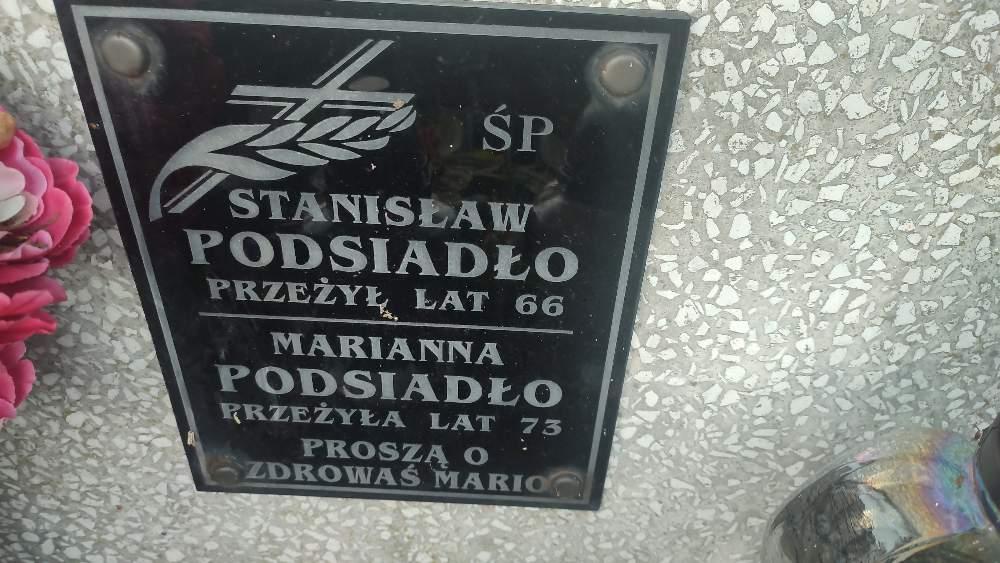 ŚP
STANISŁAW
PODSIADŁO
PRZEŻYŁ LAT 66
MARIANNA
PODSIADŁO
PRZEŻYŁA LAT 73
PROSZĄ O
ZDROWAŚ MARIO